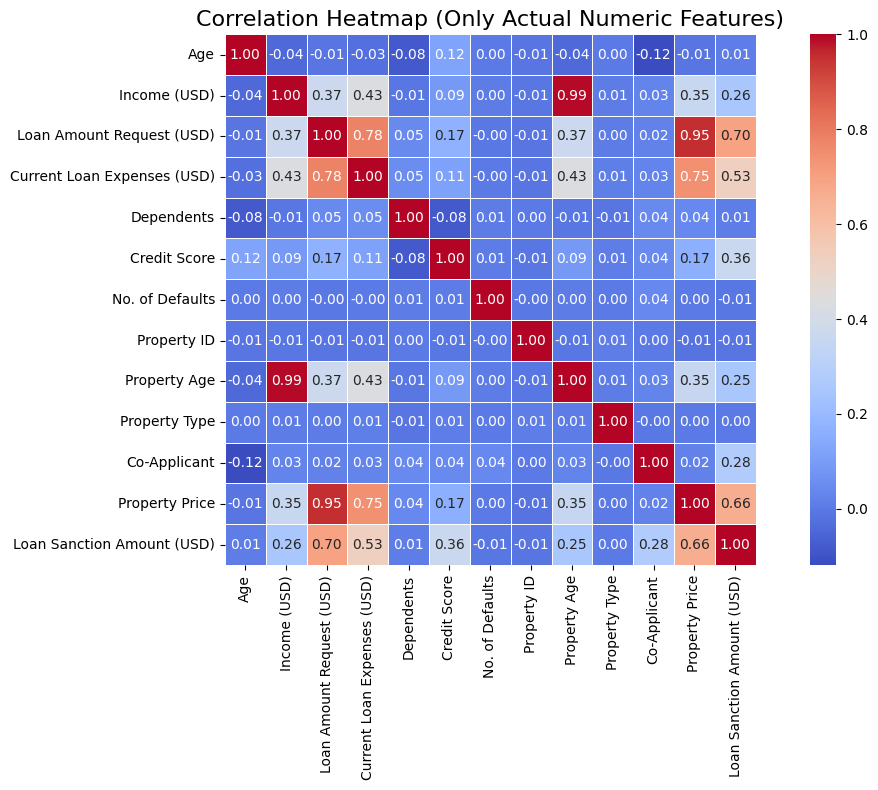 Correlation Heatmap (Only Actual Numeric Features)
Age 1.00 -0.04 -0.01 -0.03 -0.08 0.12 0.00 -0.01 -0.04 0.00 -0.12 -0.01 0.01
Income (USD) -0.04 1.00 0.37 0.43 -0.01 0.09 0.00 -0.01 0.99 0.01 0.03 0.35 0.26
Loan Amount Request (USD) -0.01 0.37 1.00 0.78 0.05 0.17 -0.00 -0.01 0.37 0.00 0.02 0.95 0.70
Current Loan Expenses (USD) -0.03 0.43 0.78 1.00 0.05 0.11 -0.00 -0.01 0.43 0.01 0.03 0.75 0.53
Dependents -0.08 -0.01 0.05 0.05 1.00 -0.08 0.01 0.00 -0.01 -0.01 0.04 0.04 0.01
Credit Score 0.12 0.09 0.17 0.11 -0.08 1.00 0.01 -0.01 0.09 0.01 0.04 0.17 0.36
No. of Defaults 0.00 0.00 -0.00 -0.00 0.01 0.01 1.00 -0.00 0.00 0.00 0.04 0.00 -0.01
Property ID -0.01 -0.01 -0.01 -0.01 0.00 -0.01 -0.00 1.00 -0.01 0.01 0.00 -0.01 -0.01
Property Age -0.04 0.99 0.37 0.43 -0.01 0.09 0.00 -0.01 1.00 0.01 0.03 0.35 0.25
Property Type 0.00 0.01 0.00 0.01 -0.01 0.01 0.00 0.01 0.01 1.00 -0.00 0.00 0.00
Co-Applicant -0.12 0.03 0.02 0.03 0.04 0.04 0.04 0.00 0.03 -0.00 1.00 0.02 0.28
Property Price -0.01 0.35 0.95 0.75 0.04 0.17 0.00 -0.01 0.35 0.00 0.02 1.00 0.66
Loan Sanction Amount (USD) 0.01 0.26 0.70 0.53 0.01 0.36 -0.01 -0.01 0.25 0.00 0.28 0.66 1.00
Age
Income (USD)
Loan Amount Request (USD)
Current Loan Expenses (USD)
Dependents
Credit Score
No. of Defaults
Property ID
Property Age
Property Type
Co-Applicant
Property Price
Loan Sanction Amount (USD)
1.0
0.8
0.6
0.4
0.2
0.0